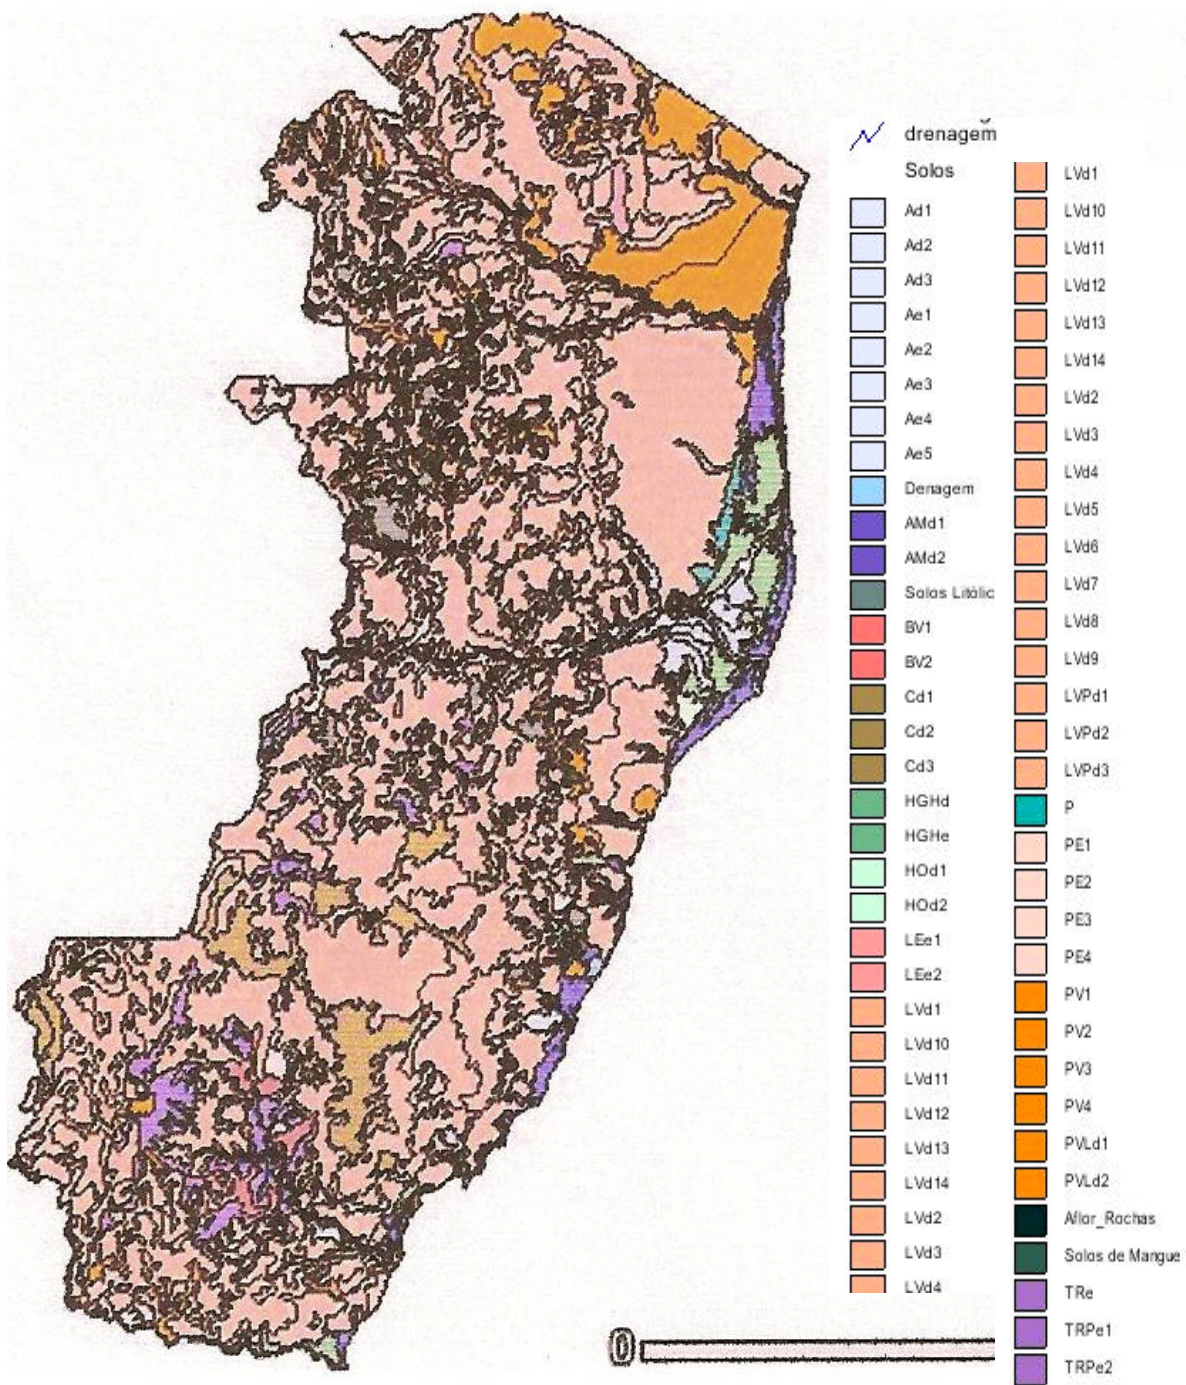 drenagem
Solos
Ad1
Ad2
Ad3
Ae1
Ae2
Ae3
Ae4
Ae5
Denagem
AMd1
AMd2
Solos Litólic
BV1
BV2
Cd1
Cd2
Cd3
HGHd
HGHe
HOd1
HOd2
LEe1
LEe2
LVd1
LVd10
LVd11
LVd12
LVd13
LVd14
LVd2
LVd3
LVd4
LVd1
LVd10
LVd11
LVd12
LVd13
LVd14
LVd2
LVd3
LVd4
LVd5
LVd6
LVd7
LVd8
LVd9
LVPd1
LVPd2
LVPd3
P
PE1
PE2
PE3
PE4
PV1
PV2
PV3
PV4
PVLd1
PVLd2
Aflor_Rochas
Solos de Mangue
TRe
TRPe1
TRPe2
0